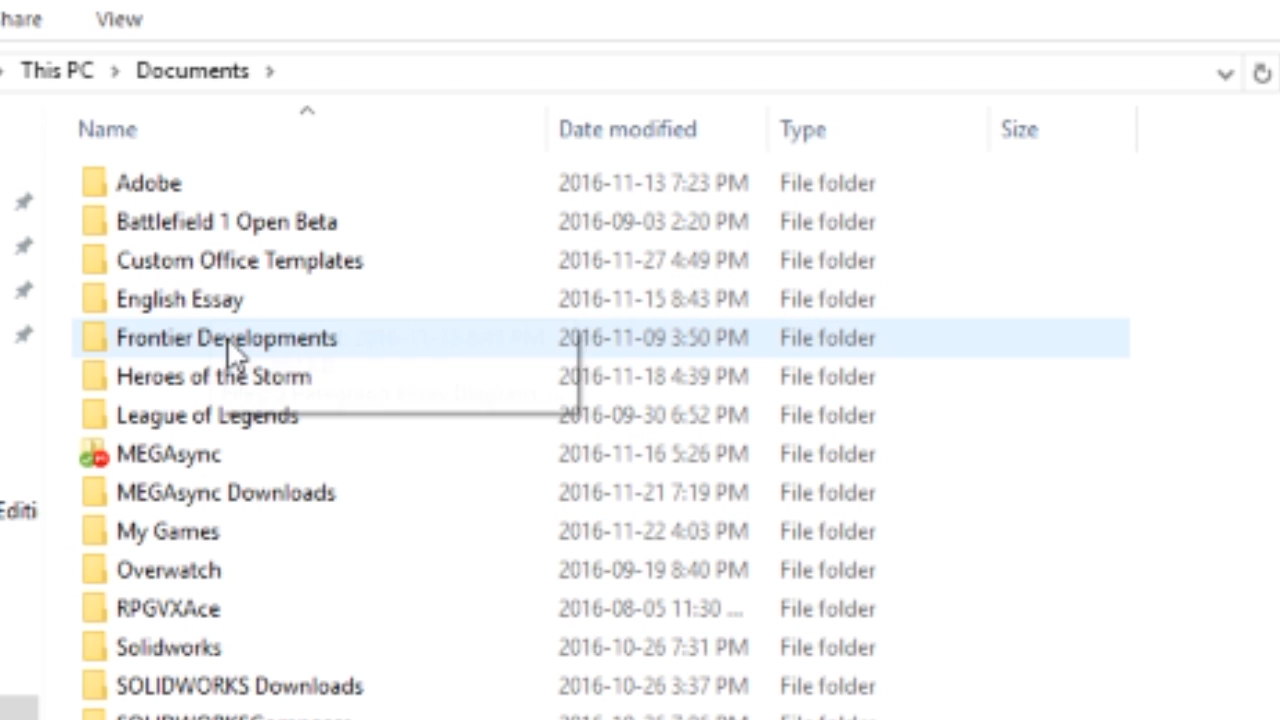 hare View
This PC > Documents >
Name Date modified Type Size
Adobe 2016-11-13 7:23 PM File folder
Battlefield 1 Open Beta 2016-09-03 2:20 PM File folder
Custom Office Templates 2016-11-27 4:49 PM File folder
English Essay 2016-11-15 8:43 PM File folder
Frontier Developments 2016-11-09 3:50 PM File folder
Heroes of the Storm 2016-11-18 4:39 PM File folder
League of Legends 2016-09-30 6:52 PM File folder
MEGAsync 2016-11-16 5:26 PM File folder
MEGAsync Downloads 2016-11-21 7:19 PM File folder
Editi
My Games 2016-11-22 4:03 PM File folder
Overwatch 2016-09-19 8:40 PM File folder
RPGVXAce 2016-08-05 11:30 ... File folder
Solidworks 2016-10-26 7:31 PM File folder
SOLIDWORKS Downloads 2016-10-26 3:37 PM File folder